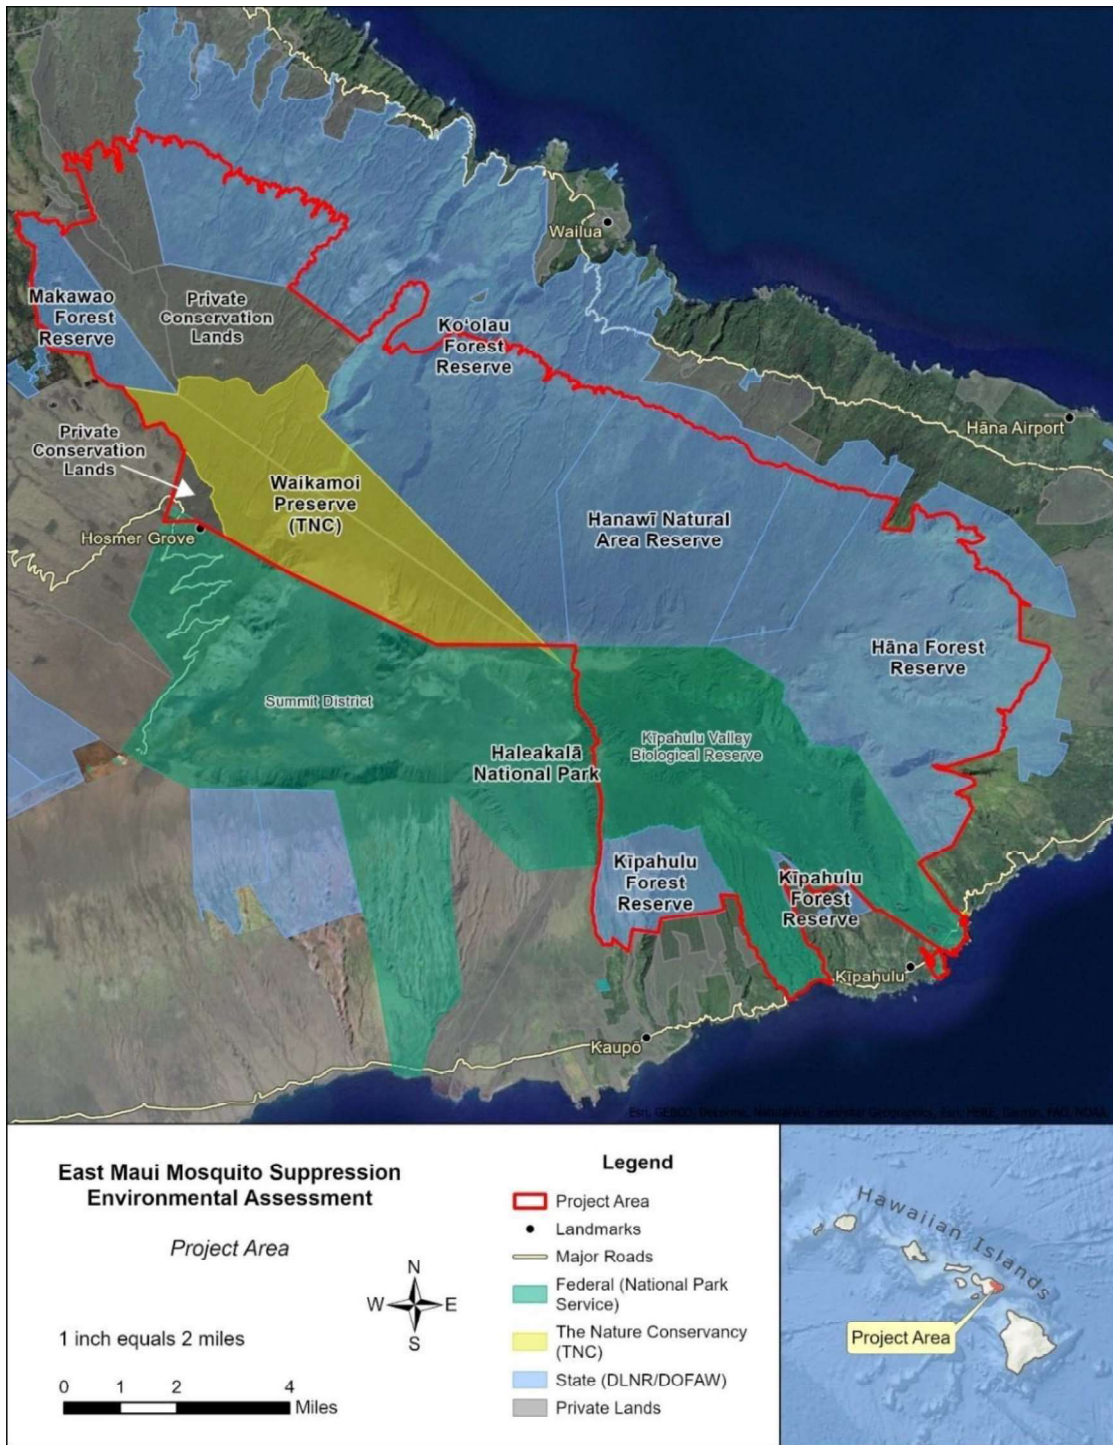 Wailua
Makawao
Forest
Reserve
Private
Conservation
Lands
Koʻolau
Forest
Reserve
Private
Conservation
Lands
Hāna Airport
Waikamoi
Preserve
(TNC)
Hanawī Natural
Area Reserve
Hosmer Grove
Hāna Forest
Reserve
Summit District
Kīpahulu Valley
Biological Reserve
Haleakalā
National Park
Kīpahulu
Forest
Reserve
Kīpahulu
Forest
Reserve
Kīpahulu
Kaupō
East Maui Mosquito Suppression
Environmental Assessment
Project Area
N
W E
S
1 inch equals 2 miles
0 1 2 4
Miles
Legend
Project Area
Landmarks
Major Roads
Federal (National Park
Service)
The Nature Conservancy
(TNC)
State (DLNR/DOFAW)
Private Lands
Hawaiian Islands
Project Area